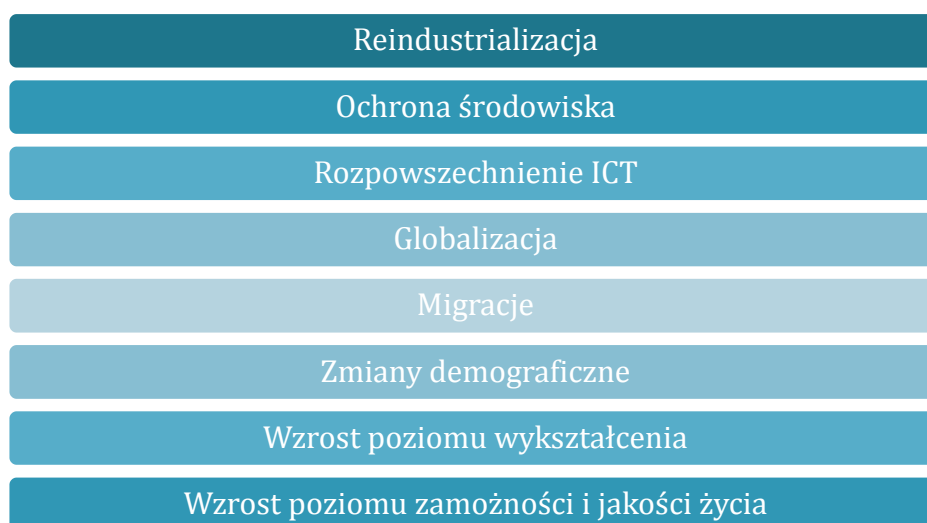 Reindustrializacja
Ochrona środowiska
Rozpowszechnienie ICT
Globalizacja
Migracje
Zmiany demograficzne
Wzrost poziomu wykształcenia
Wzrost poziomu zamożności i jakości życia